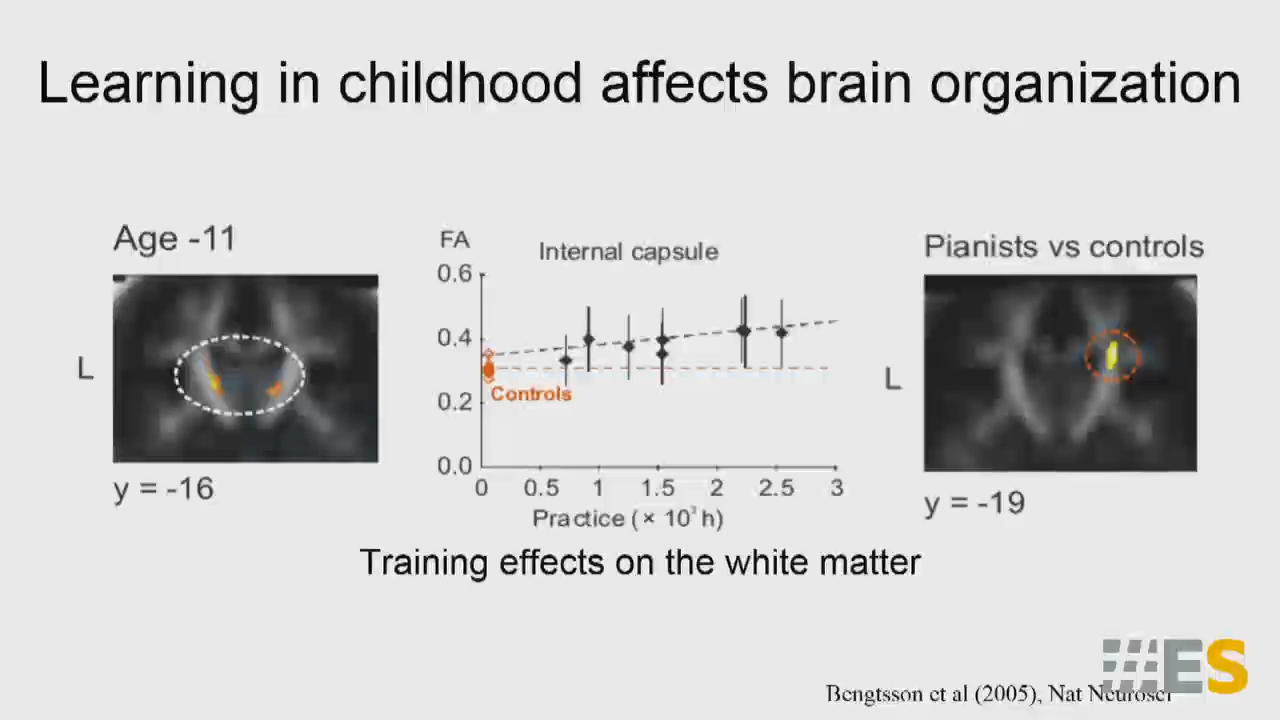 Learning in childhood affects brain organization
Age -11
L
y = -16
FA
Internal capsule
0.6
0.4
0.2
0.0
Controls
0 0.5 1 1.5 2 2.5 3
Practice (× 10³ h)
Pianists vs controls
L
y = -19
Training effects on the white matter
#ES
Bengtsson et al (2005), Nat Neurosci